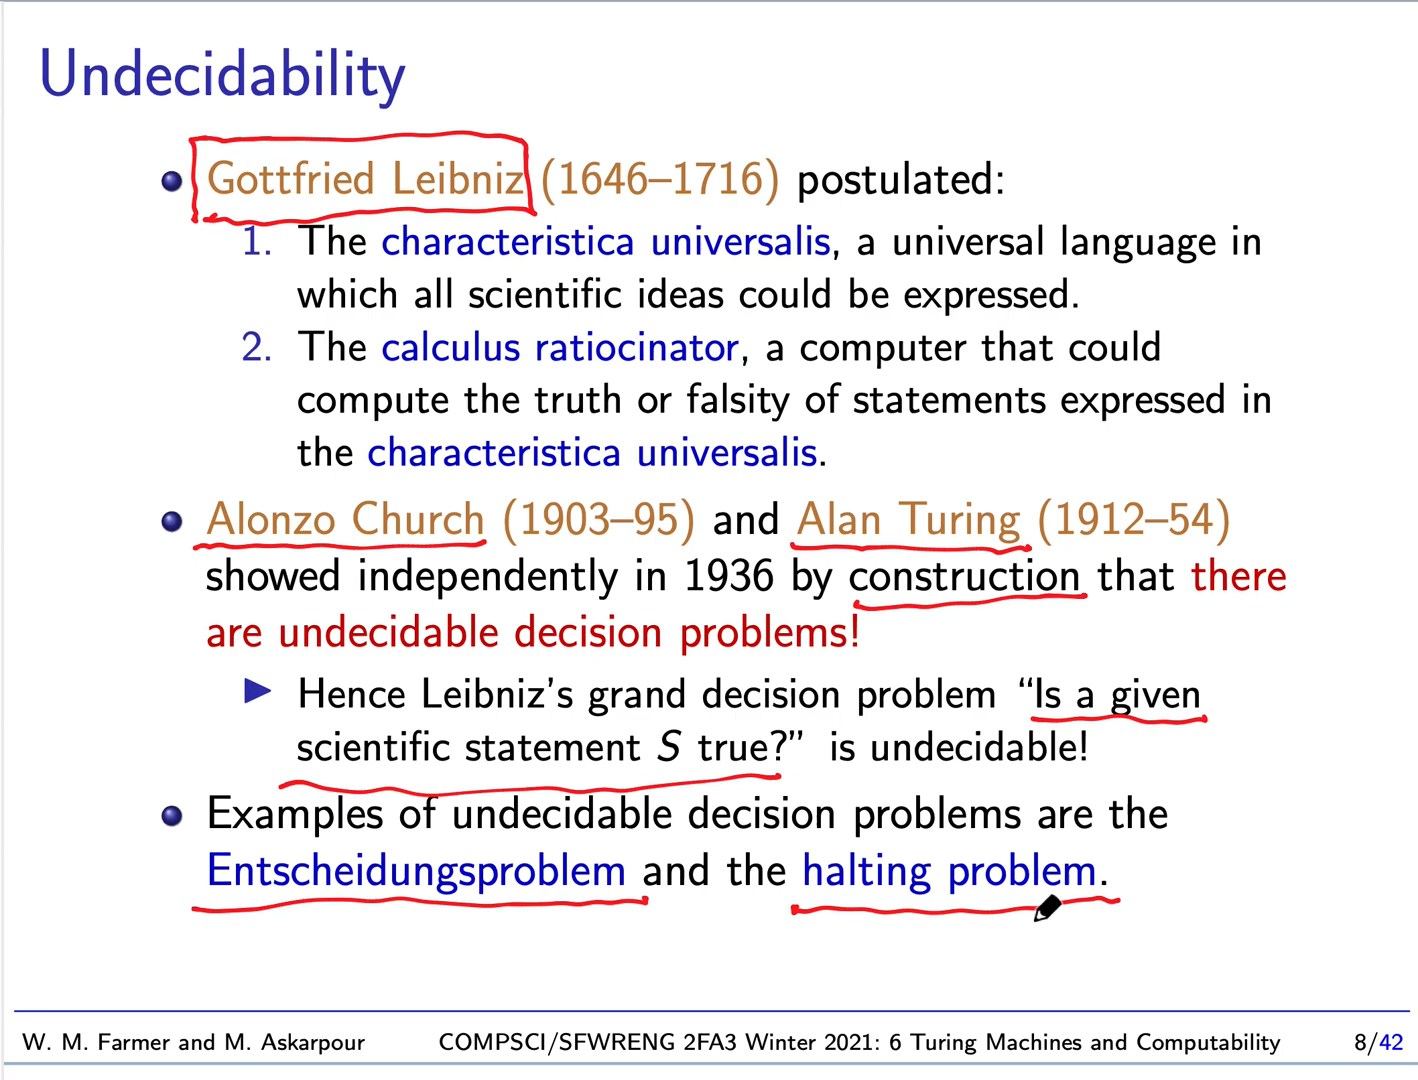 Undecidability
Gottfried Leibniz (1646–1716) postulated:
1. The characteristica universalis, a universal language in
which all scientific ideas could be expressed.
2. The calculus ratiocinator, a computer that could
compute the truth or falsity of statements expressed in
the characteristica universalis.
Alonzo Church (1903–95) and Alan Turing (1912–54)
showed independently in 1936 by construction that there
are undecidable decision problems!
Hence Leibniz's grand decision problem “Is a given
scientific statement S true?” is undecidable!
Examples of undecidable decision problems are the
Entscheidungsproblem and the halting problem.
W. M. Farmer and M. Askarpour COMPSCI/SFWRENG 2FA3 Winter 2021: 6 Turing Machines and Computability 8/42